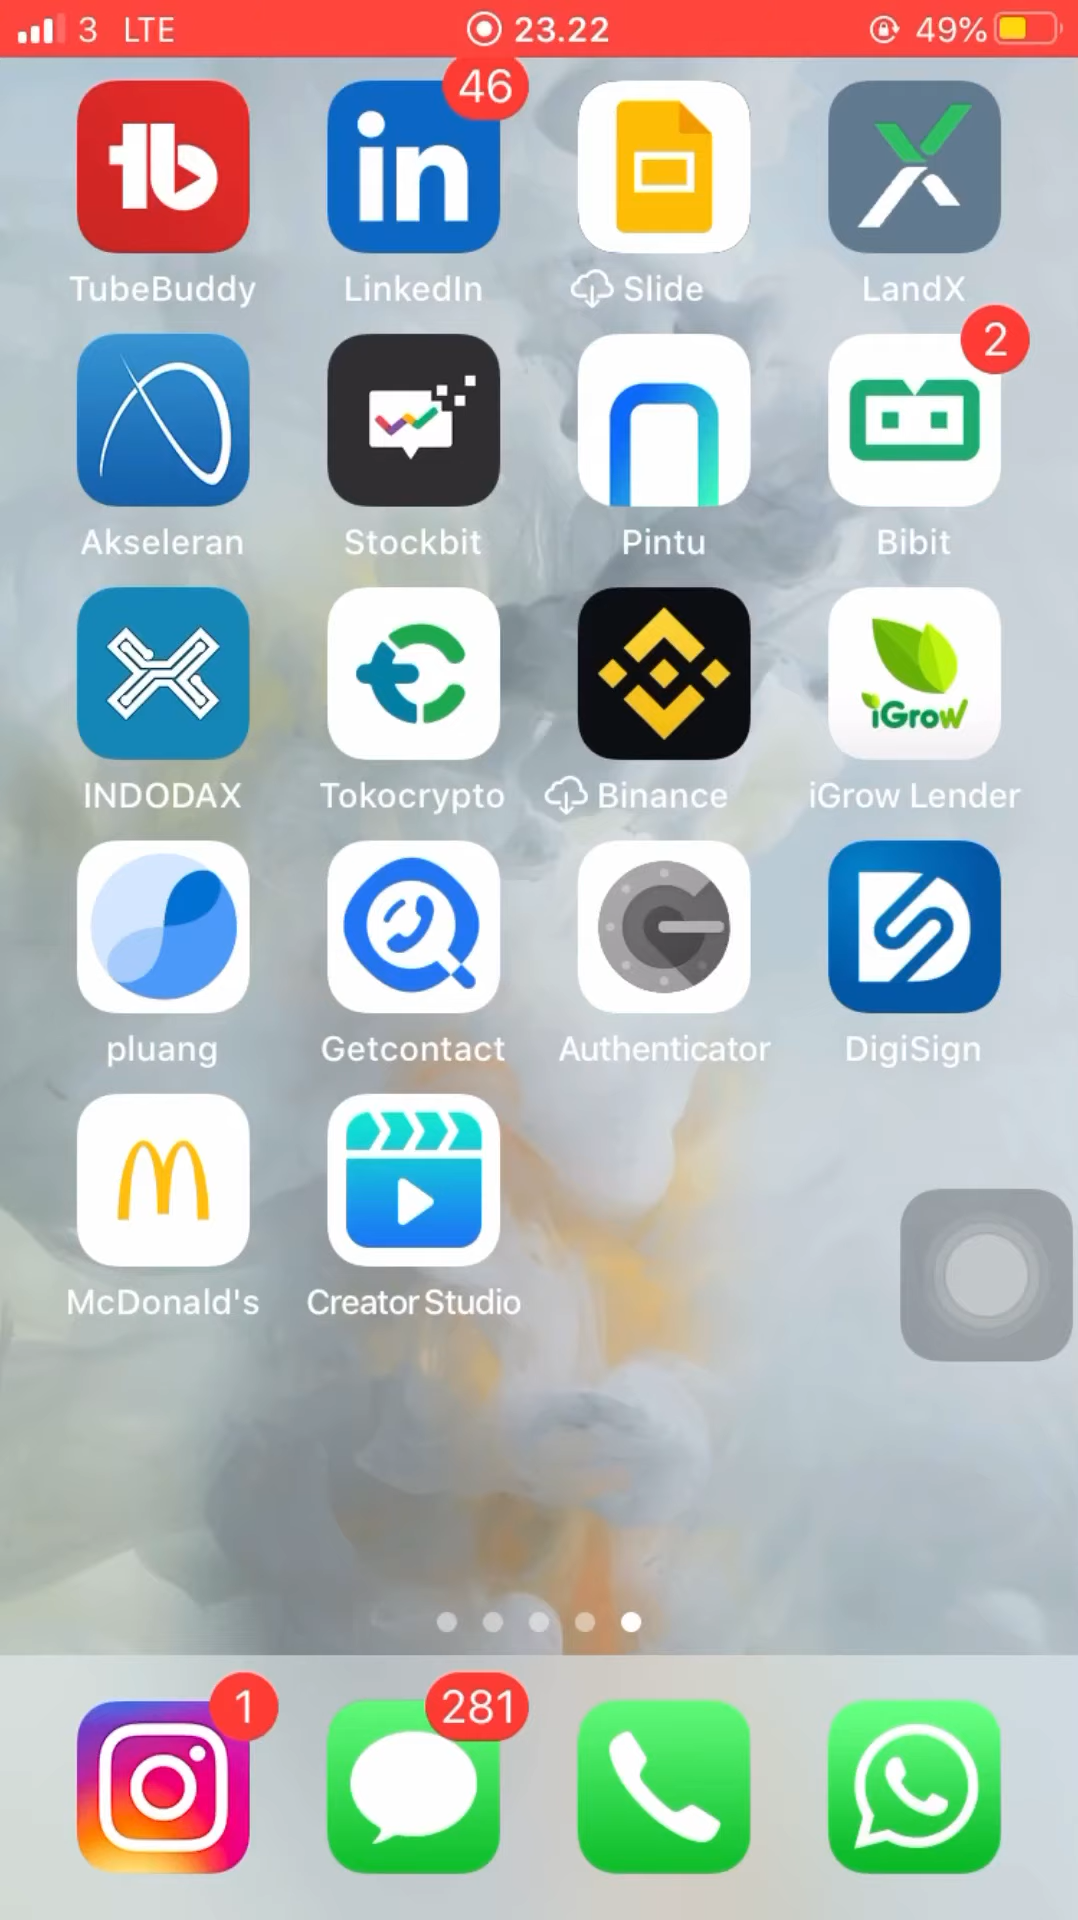 3 LTE 23.22 49%
46
TubeBuddy LinkedIn Slide LandX
2
Akseleran Stockbit Pintu Bibit
iGrow
INDODAX Tokocrypto Binance iGrow Lender
pluang Getcontact Authenticator DigiSign
McDonald's Creator Studio
1 281